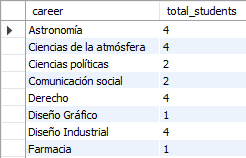 career total_students
Astronomía 4
Ciencias de la atmósfera 4
Ciencias políticas 2
Comunicación social 2
Derecho 4
Diseño Gráfico 1
Diseño Industrial 4
Farmacia 1